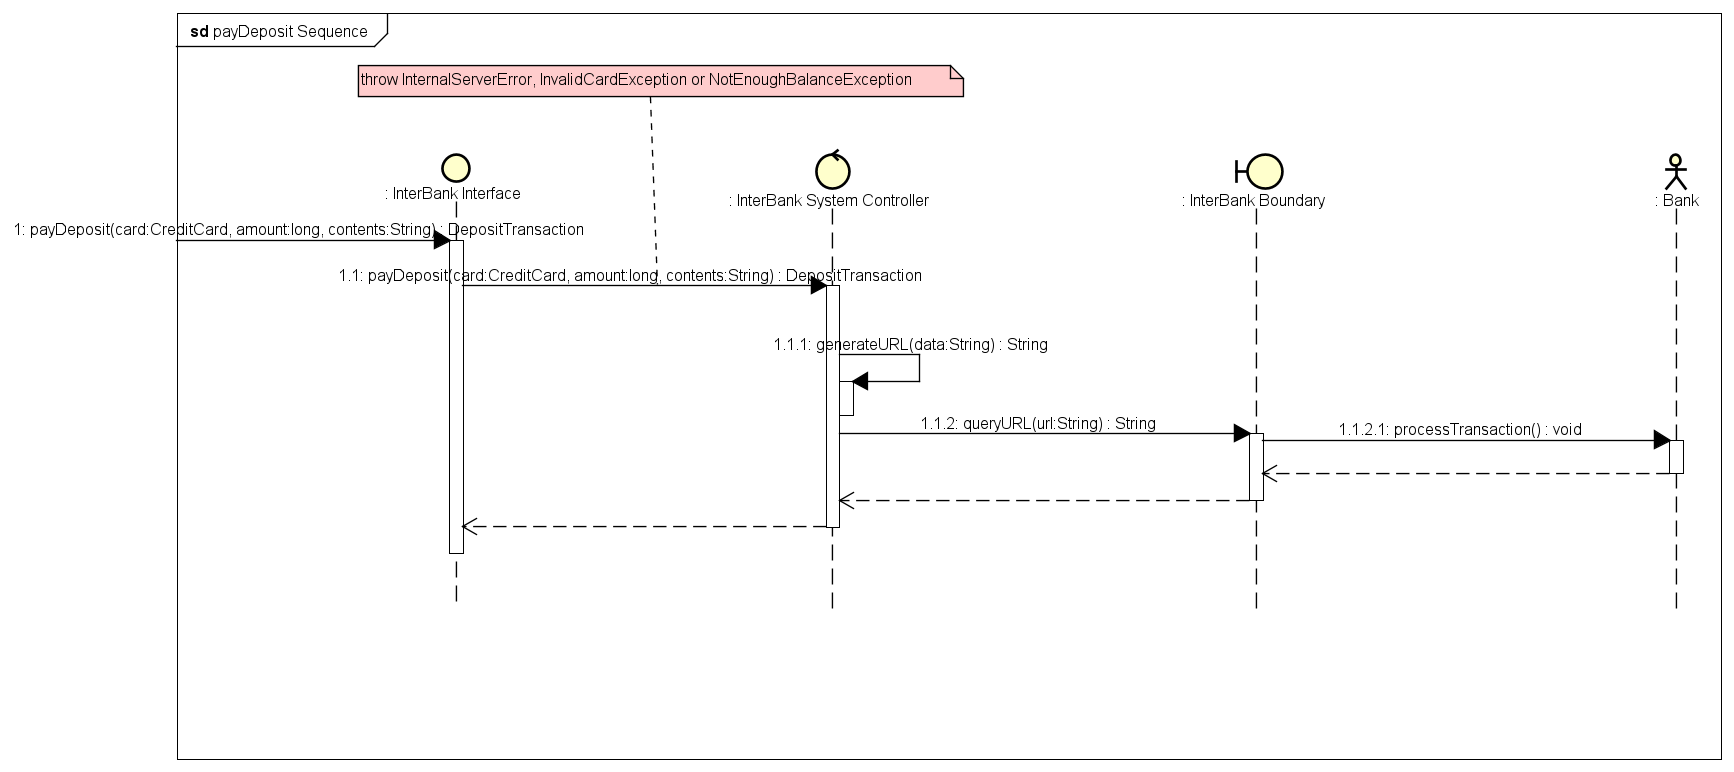 sd payDeposit Sequence
throw InternalServerError, InvalidCardException or NotEnoughBalanceException
: InterBank Interface
: InterBank System Controller
: InterBank Boundary
: Bank
1: payDeposit(card:CreditCard, amount:long, contents:String) : DepositTransaction
1.1: payDeposit(card:CreditCard, amount:long, contents:String) : DepositTransaction
1.1.1: generateURL(data:String) : String
1.1.2: queryURL(url:String) : String
1.1.2.1: processTransaction() : void